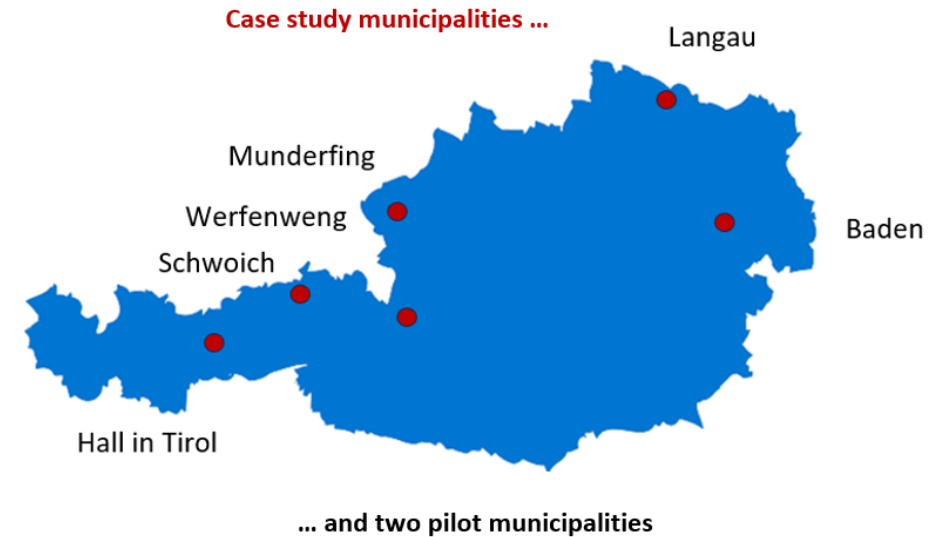 Case study municipalities ...
Langau
Munderfing
Werfenweng
Baden
Schwoich
Hall in Tirol
... and two pilot municipalities